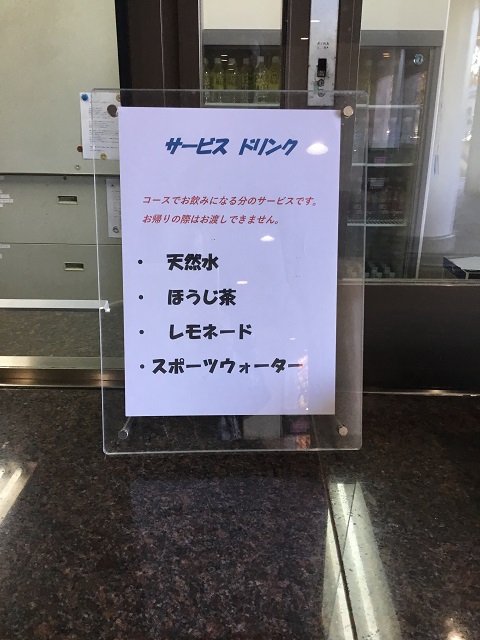 サービス ドリンク
コースでお飲みになる分のサービスです。
お帰りの際はお渡しできません。
・ 天然水
・ ほうじ茶
・ レモネード
・スポーツウォーター